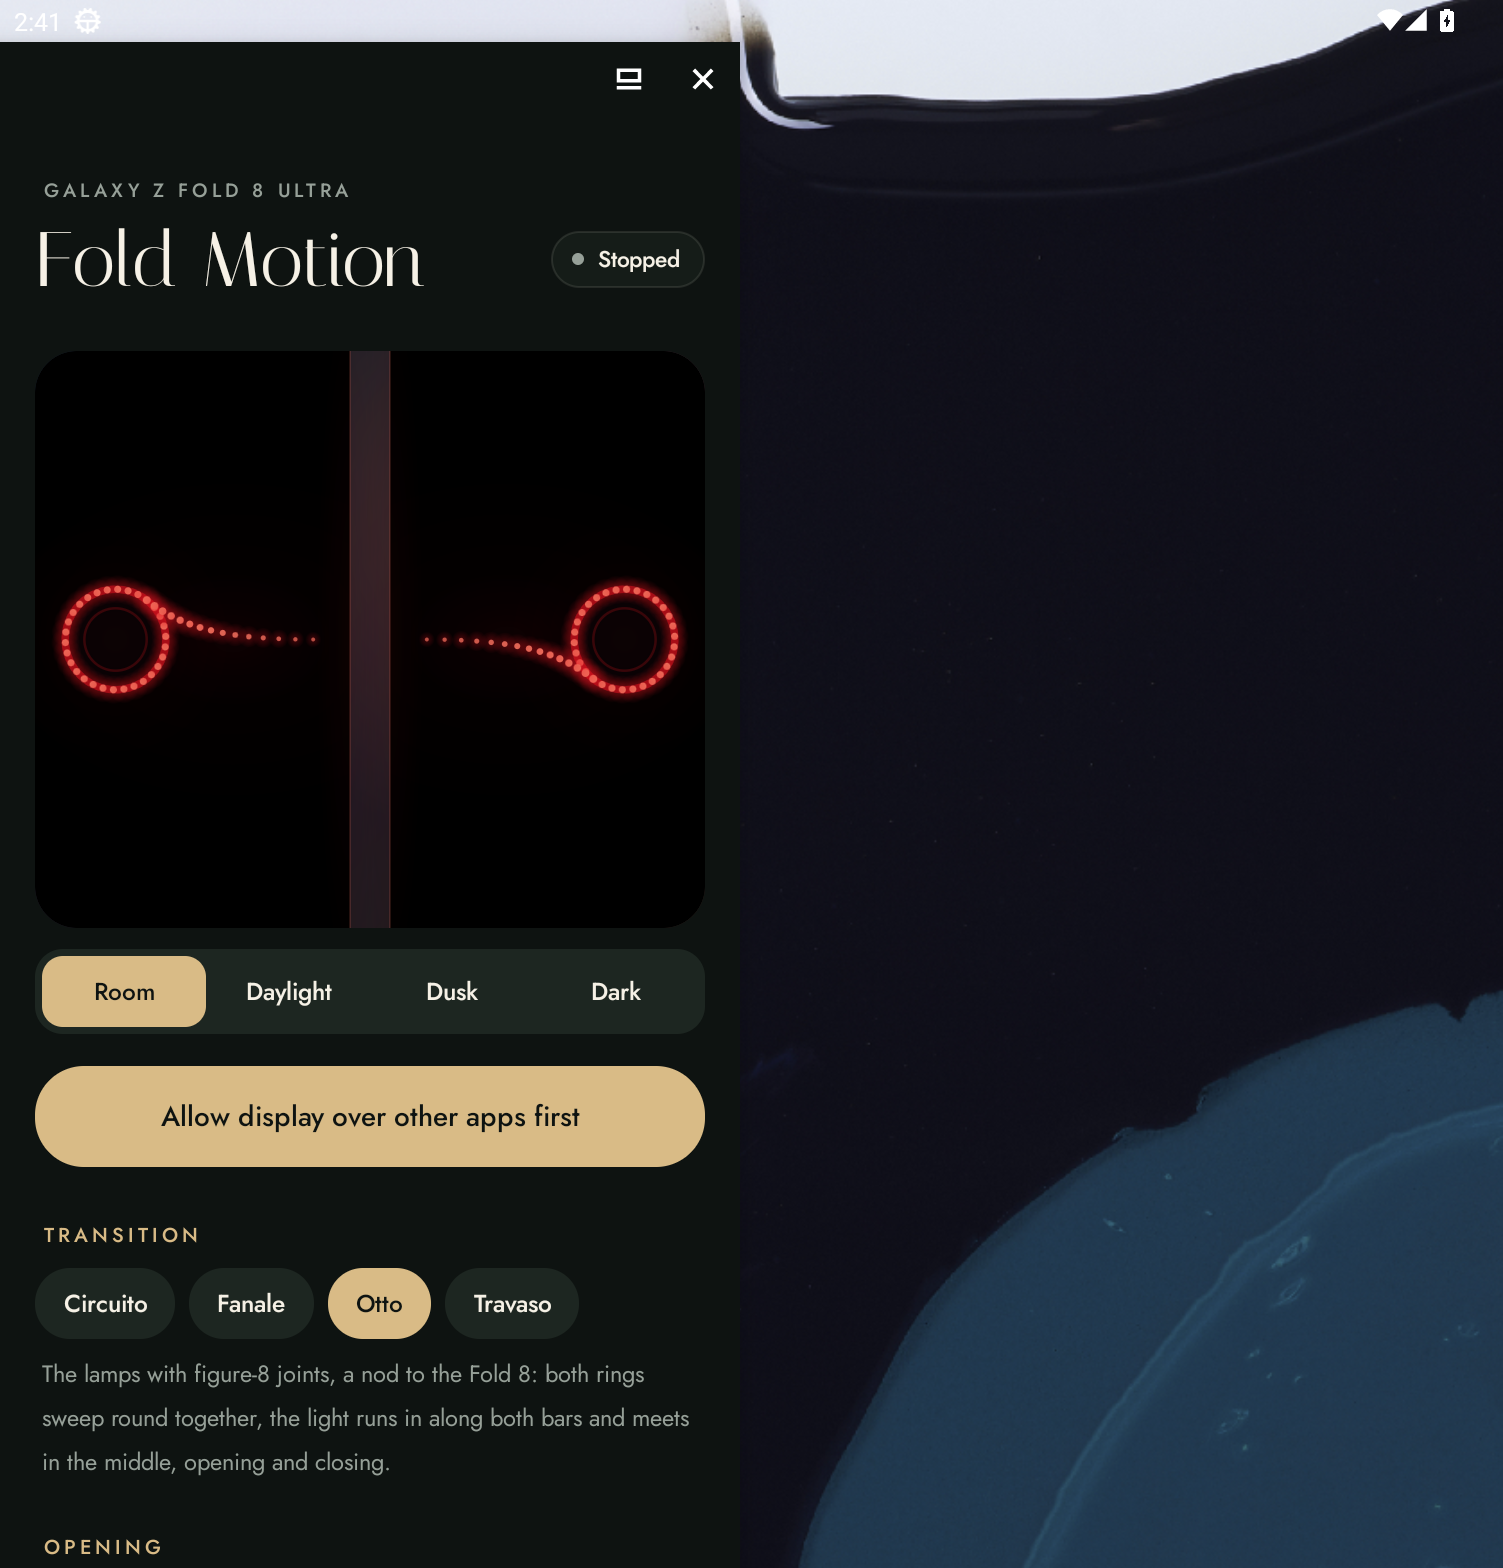 2:41
GALAXY Z FOLD 8 ULTRA
Fold Motion
Stopped
Room Daylight Dusk Dark
Allow display over other apps first
TRANSITION
Circuito Fanale Otto Travaso
The lamps with figure-8 joints, a nod to the Fold 8: both rings
sweep round together, the light runs in along both bars and meets
in the middle, opening and closing.
OPENING